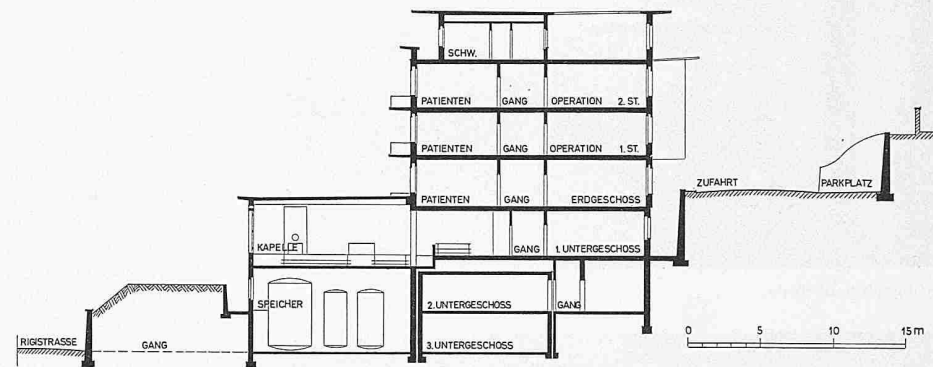 SCHW.
PATIENTEN GANG OPERATION 2. ST.
PATIENTEN GANG OPERATION 1. ST.
ZUFAHRT PARKPLATZ
PATIENTEN GANG ERDGESCHOSS
KAPELLE GANG 1. UNTERGESCHOSS
SPEICHER 2. UNTERGESCHOSS GANG
0 5 10 15 m
RIGISTRASSE GANG 3. UNTERGESCHOSS